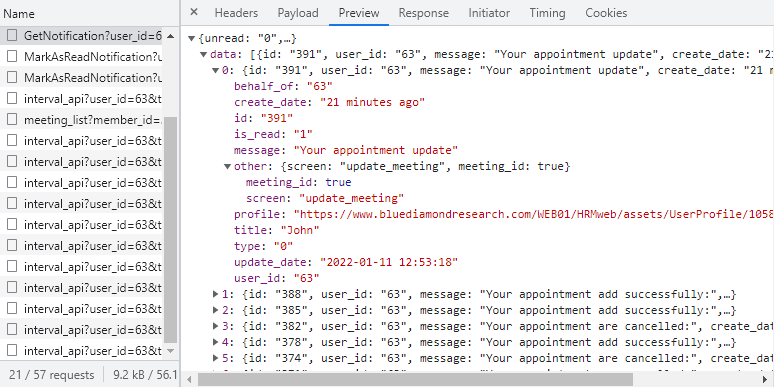 Name
× Headers Payload Preview Response Initiator Timing Cookies
GetNotification?user_id=6
MarkAsReadNotification?u
MarkAsReadNotification?u
interval_api?user_id=63&t
meeting_list?member_id=
interval_api?user_id=63&t
interval_api?user_id=63&t
interval_api?user_id=63&t
interval_api?user_id=63&t
interval_api?user_id=63&t
interval_api?user_id=63&t
interval_api?user_id=63&t
interval_api?user_id=63&t
interval_api?user_id=63&t
interval_api?user_id=63&t
interval_api?user_id=63&t
21 / 57 requests 9.2 kB / 56.1
▼{unread: "0",…}
▼data: [{id: "391", user_id: "63", message: "Your appointment update", create_date: "21
▼0: {id: "391", user_id: "63", message: "Your appointment update", create_date: "21 m
behalf_of: "63"
create_date: "21 minutes ago"
id: "391"
is_read: "1"
message: "Your appointment update"
▼other: {screen: "update_meeting", meeting_id: true}
meeting_id: true
screen: "update_meeting"
profile: "https://www.bluediamondresearch.com/WEB01/HRMweb/assets/UserProfile/1058
title: "John"
type: "0"
update_date: "2022-01-11 12:53:18"
user_id: "63"
▶1: {id: "388", user_id: "63", message: "Your appointment add successfully:",…}
▶2: {id: "385", user_id: "63", message: "Your appointment add successfully:",…}
▶3: {id: "382", user_id: "63", message: "Your appointment are cancelled:", create_dat
▶4: {id: "378", user_id: "63", message: "Your appointment add successfully:",…}
▶5: {id: "374", user_id: "63", message: "Your appointment are cancelled:", create_dat